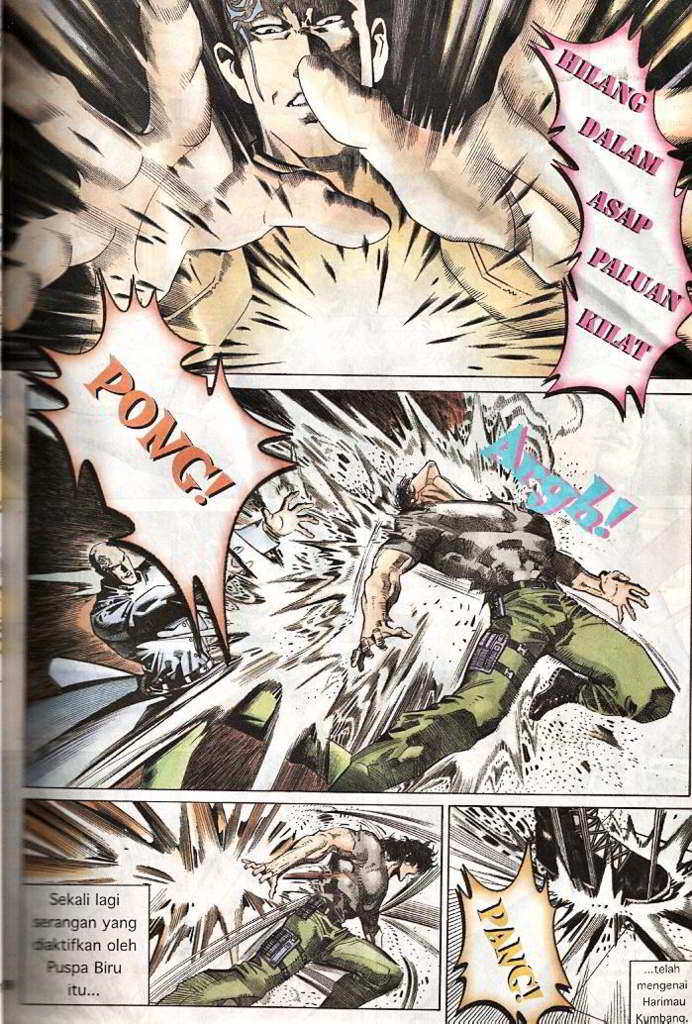 HILANG
DALAM
ASAP
PALUAN
KILAT
PONG!
Argh!
Sekali lagi
serangan yang
diaktifkan oleh
Puspa Biru
itu...
PANG!
...telah
mengenai
Harimau
Kumbang.